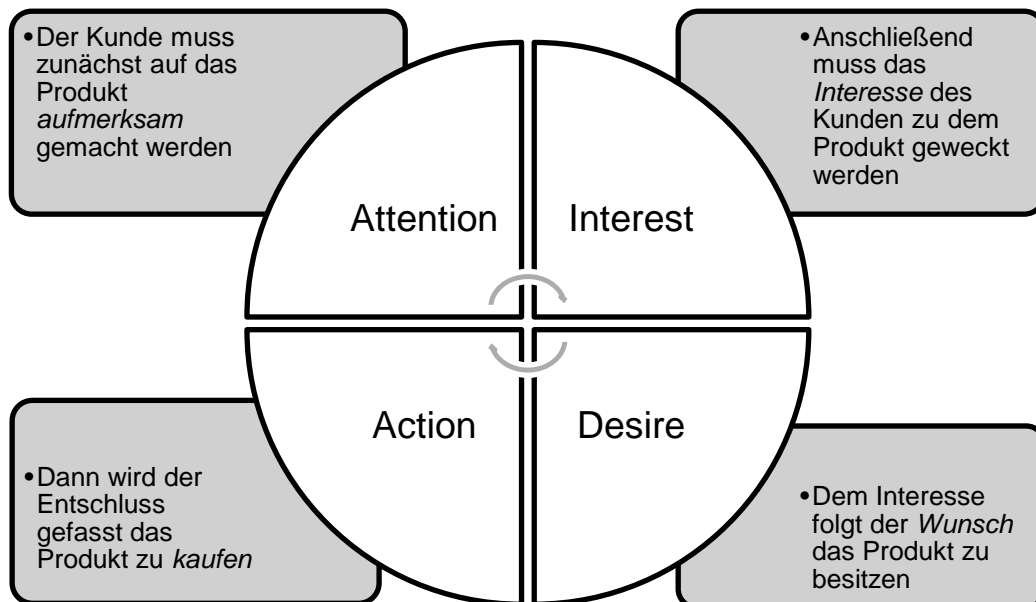 •Der Kunde muss
zunächst auf das
Produkt
aufmerksam
gemacht werden
•Anschließend
muss das
Interesse des
Kunden zu dem
Produkt geweckt
werden
Attention
Interest
Action
Desire
•Dann wird der
Entschluss
gefasst das
Produkt zu kaufen
•Dem Interesse
folgt der Wunsch
das Produkt zu
besitzen